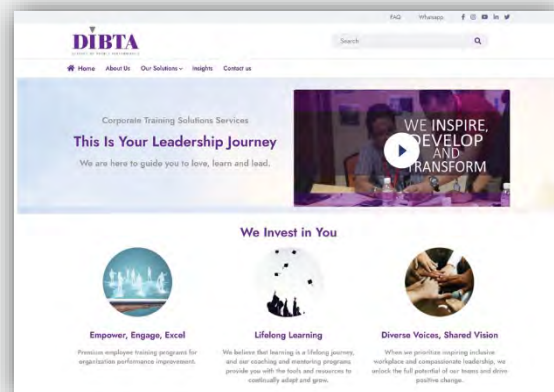 FAQ Whatsapp
DIBTA
Search
Home About Us Our Solutions Insights Contact us
Corporate Training Solutions Services
This Is Your Leadership Journey
We are here to guide you to love, learn and lead.
WE INSPIRE,
DEVELOP
AND
TRANSFORM
We Invest in You
Empower, Engage, Excel
Premium employee training programs for
organization performance improvement.
Lifelong Learning
We believe that learning is a lifelong journey,
and our coaching and mentoring programs
provide you with the tools and resources to
continually adapt and grow.
Diverse Voices, Shared Vision
When we prioritize inspiring inclusive
workplace and compassionate leadership, we
unlock the full potential of our teams and drive
positive change.